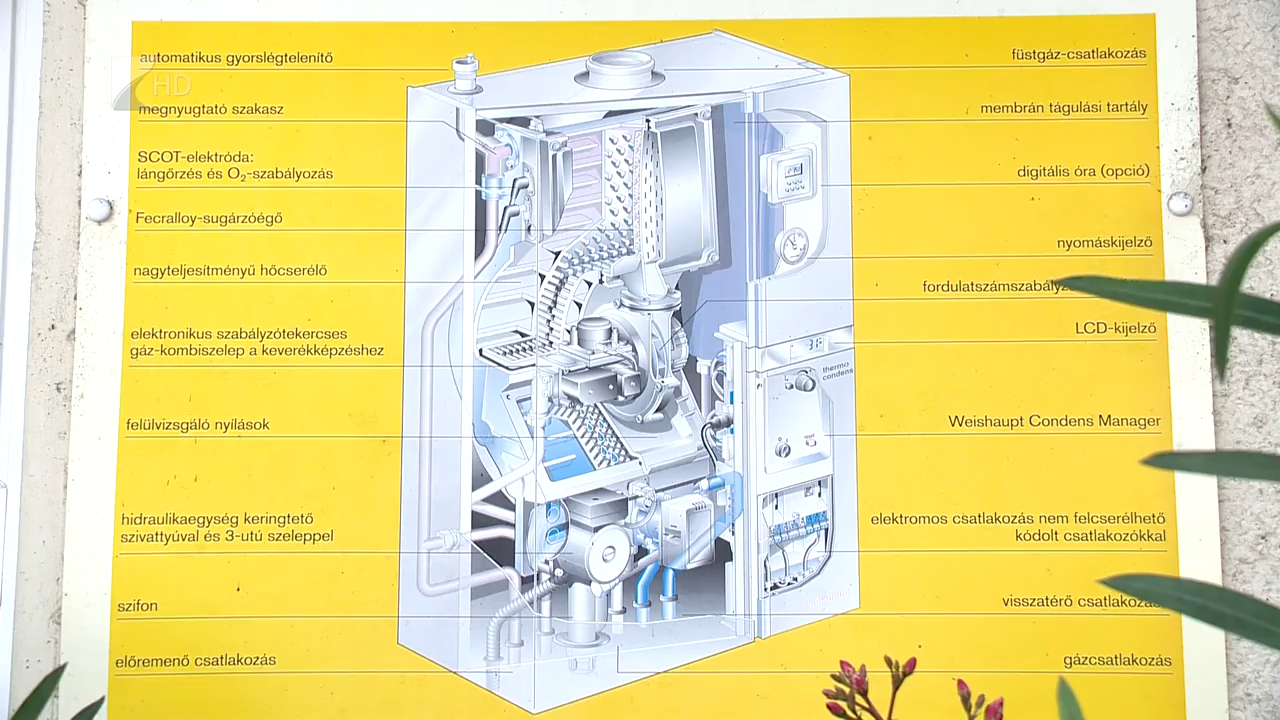 automatikus gyorslégtelenítő
HD
megnyugtató szakasz
SCOT-elektróda:
lángőrzés és O₂-szabályozás
Fecralloy-sugárzóégő
nagyteljesítményű hőcserélő
elektronikus szabályzótekercses
gáz-kombiszelep a keverékképzéshez
felülvizsgáló nyílások
hidraulikaegység keringtető
szivattyúval és 3-utú szeleppel
szifon
előremenő csatlakozás
füstgáz-csatlakozás
membrán tágulási tartály
digitális óra (opció)
nyomáskijelző
LCD-kijelző
Weishaupt Condens Manager
elektromos csatlakozás nem felcserélhető
kódolt csatlakozókkal
visszatérő csatlakozás
gázcsatlakozás
thermo
condens